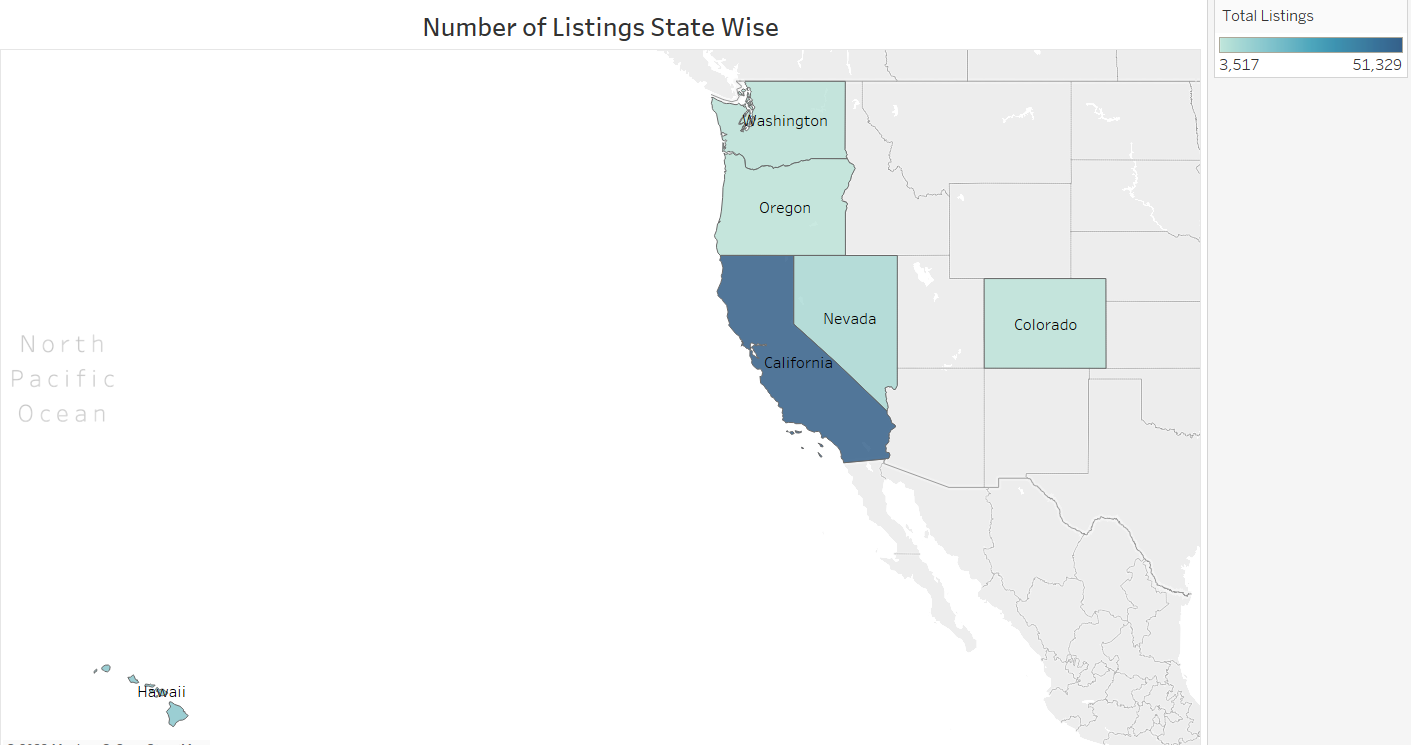 Number of Listings State Wise
Total Listings
3,517 51,329
Washington
Oregon
Nevada
Colorado
California
North
Pacific
Ocean
Hawaii